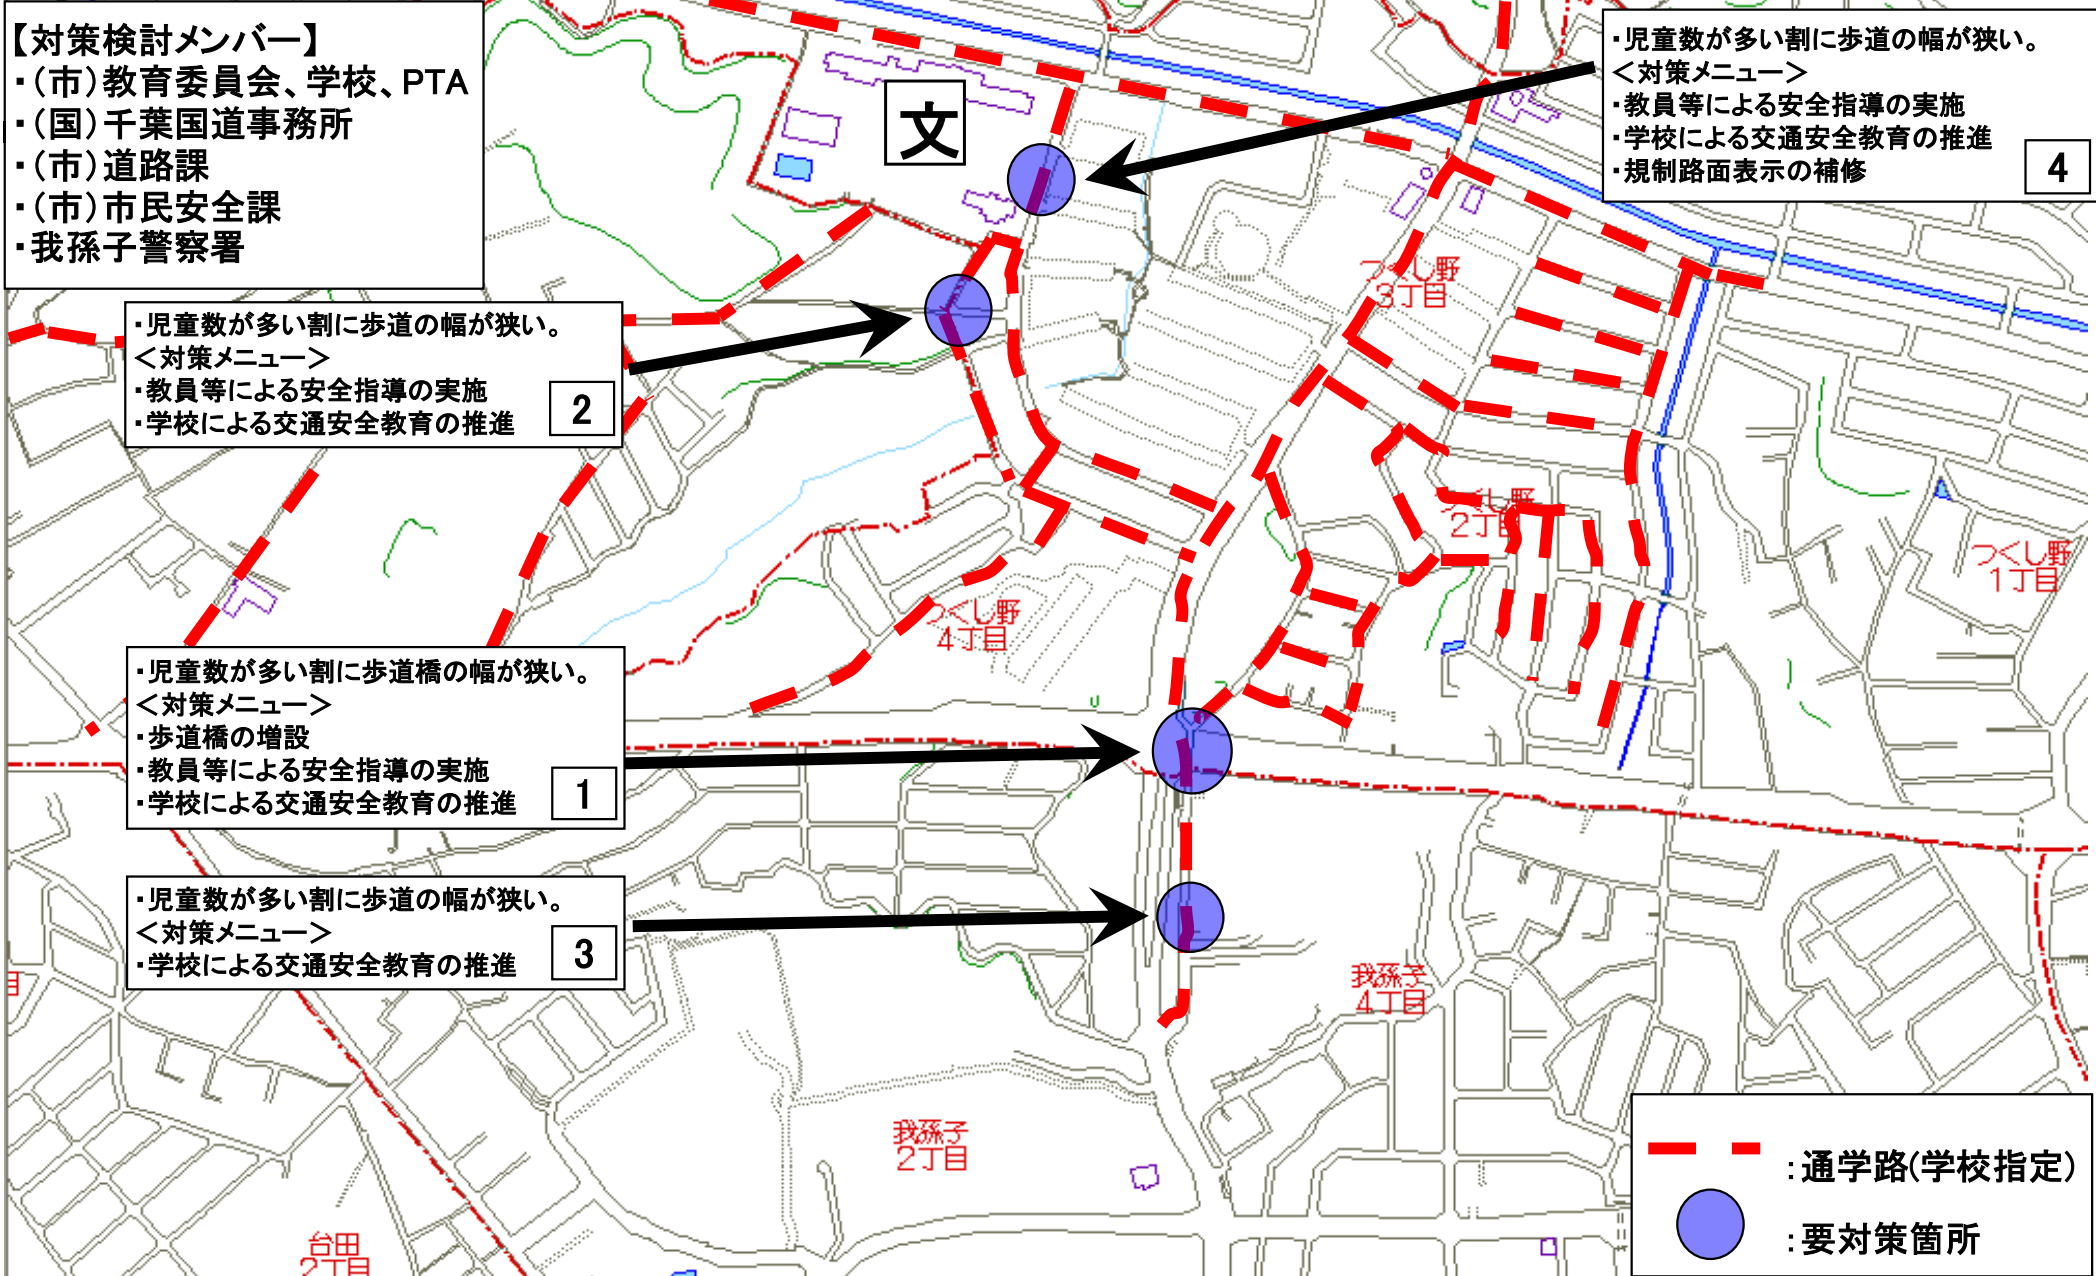 【対策検討メンバー】
・(市)教育委員会、学校、PTA
・(国)千葉国道事務所
・(市)道路課
・(市)市民安全課
・我孫子警察署
文
・児童数が多い割に歩道の幅が狭い。
<対策メニュー>
・教員等による安全指導の実施
・学校による交通安全教育の推進
・規制路面表示の補修
4
・児童数が多い割に歩道の幅が狭い。
<対策メニュー>
・教員等による安全指導の実施
・学校による交通安全教育の推進
2
つくし野
3丁目
つくし野
2丁目
つくし野
1丁目
つくし野
4丁目
・児童数が多い割に歩道橋の幅が狭い。
<対策メニュー>
・歩道橋の増設
・教員等による安全指導の実施
・学校による交通安全教育の推進
1
・児童数が多い割に歩道の幅が狭い。
<対策メニュー>
・学校による交通安全教育の推進
3
目
我孫子
4丁目
我孫子
2丁目
台田
2丁目
:通学路(学校指定)
:要対策箇所